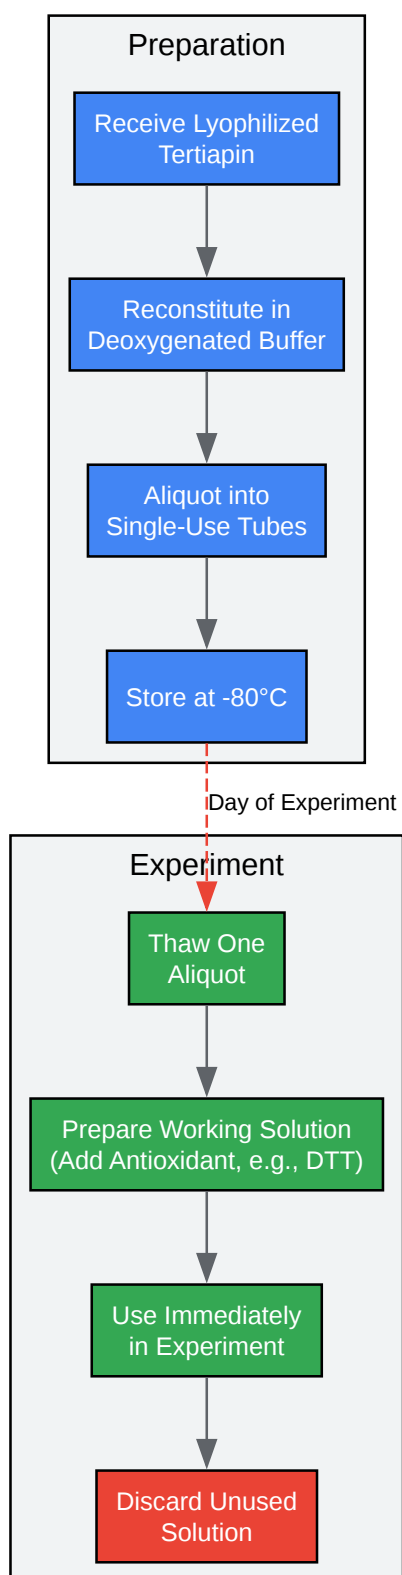 Preparation
Receive Lyophilized
Tertiapin
Reconstitute in
Deoxygenated Buffer
Aliquot into
Single-Use Tubes
Store at -80°C
Day of Experiment
Experiment
Thaw One
Aliquot
Prepare Working Solution
(Add Antioxidant, e.g., DTT)
Use Immediately
in Experiment
Discard Unused
Solution